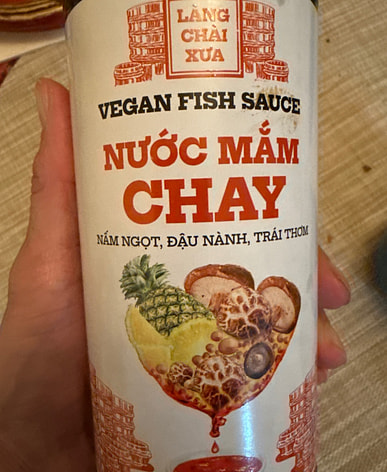 LÀNG
CHÀI
XƯA
VEGAN FISH SAUCE
NƯỚC MẮM
CHAY
NẤM NGỌT, ĐẬU NÀNH, TRÁI THƠM